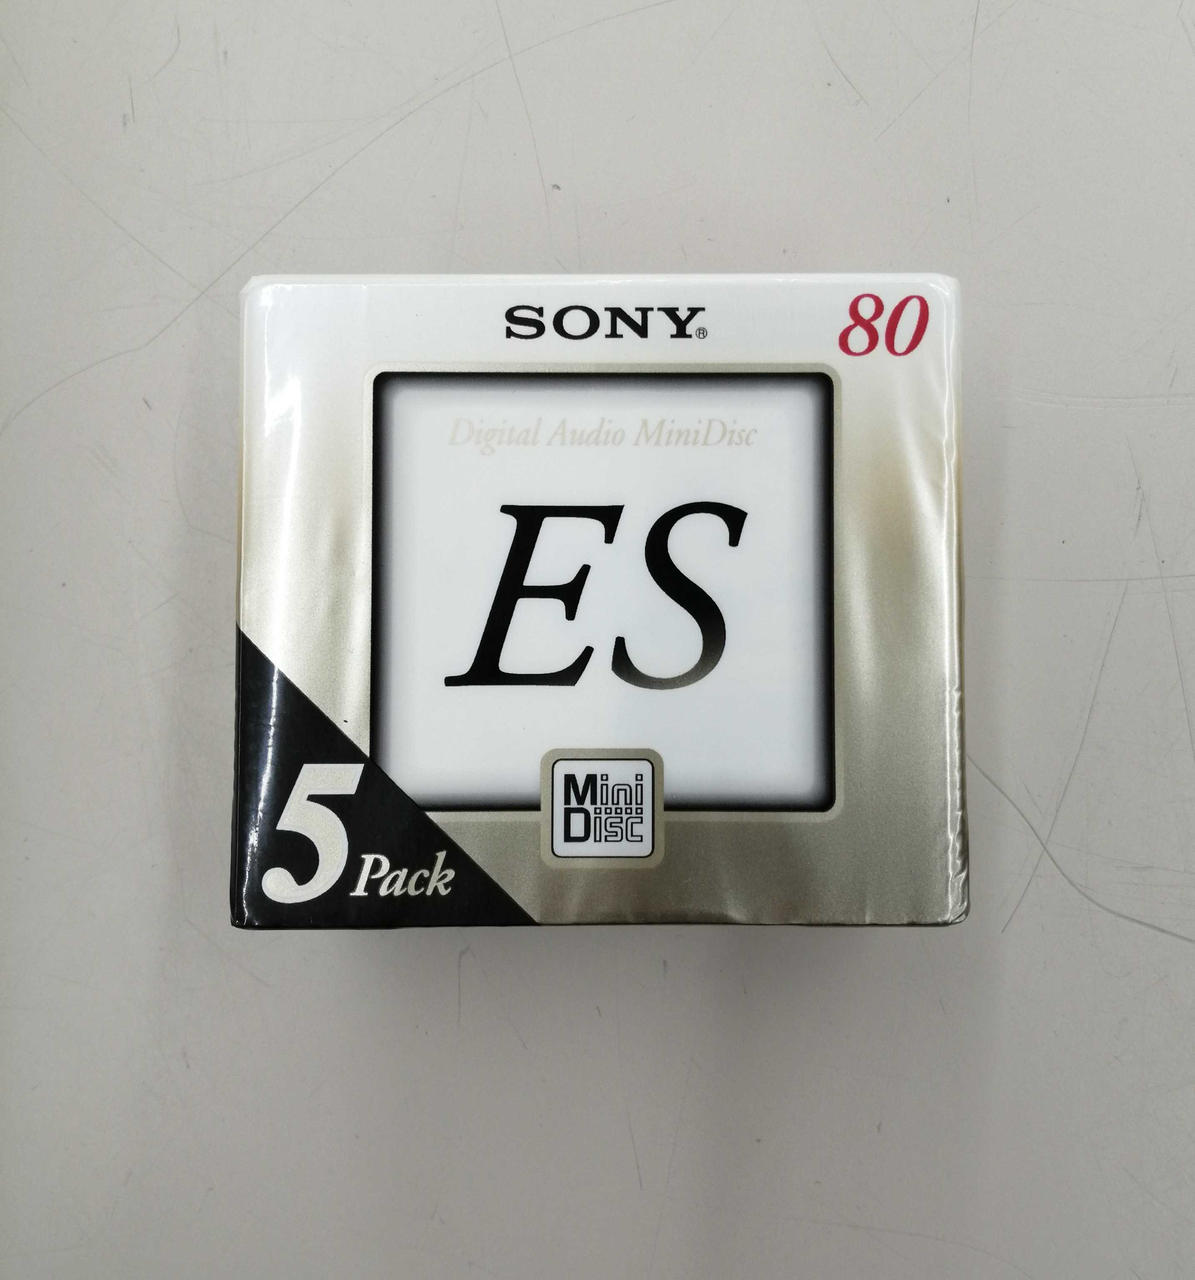 SONY®
80
Digital Audio MiniDisc
ES
Mini
Disc
5 Pack